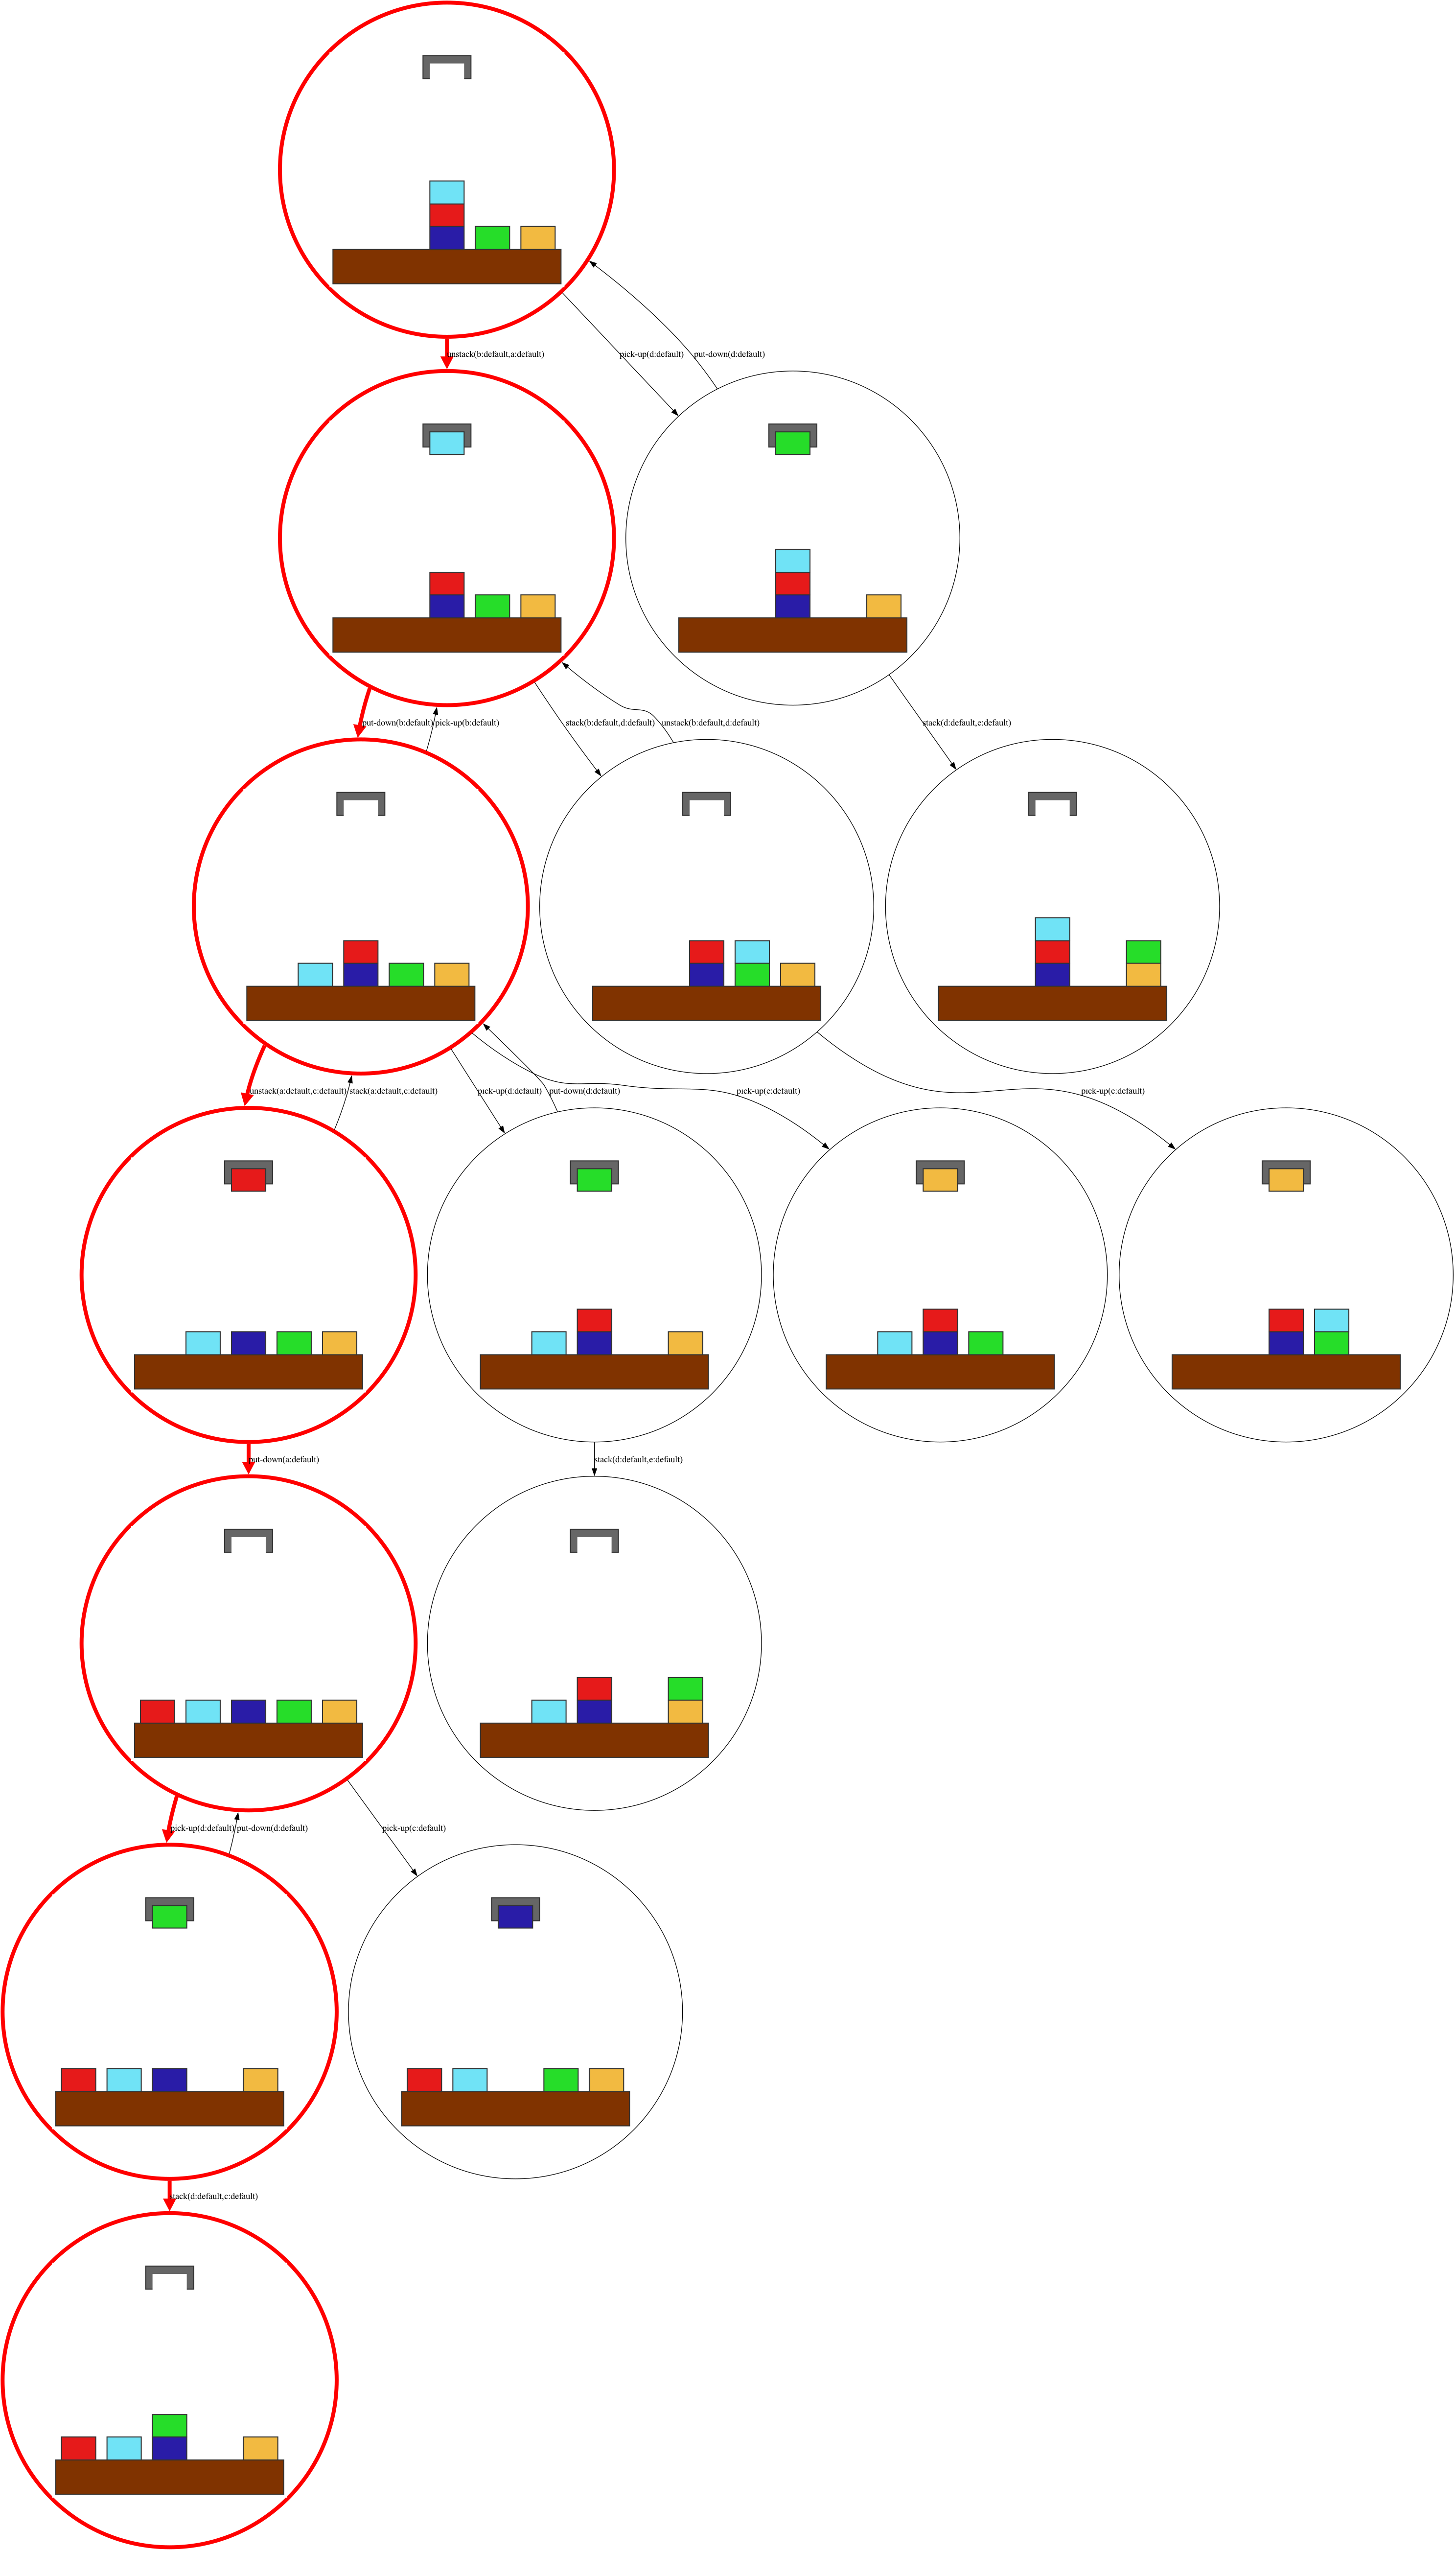 unstack(b:default,a:default)
pick-up(d:default)
put-down(d:default)
put-down(b:default)
pick-up(b:default)
stack(b:default,d:default)
unstack(b:default,d:default)
stack(d:default,e:default)
unstack(a:default,c:default)
stack(a:default,c:default)
pick-up(d:default)
put-down(d:default)
pick-up(e:default)
pick-up(e:default)
put-down(a:default)
stack(d:default,e:default)
pick-up(d:default)
put-down(d:default)
pick-up(c:default)
stack(d:default,c:default)